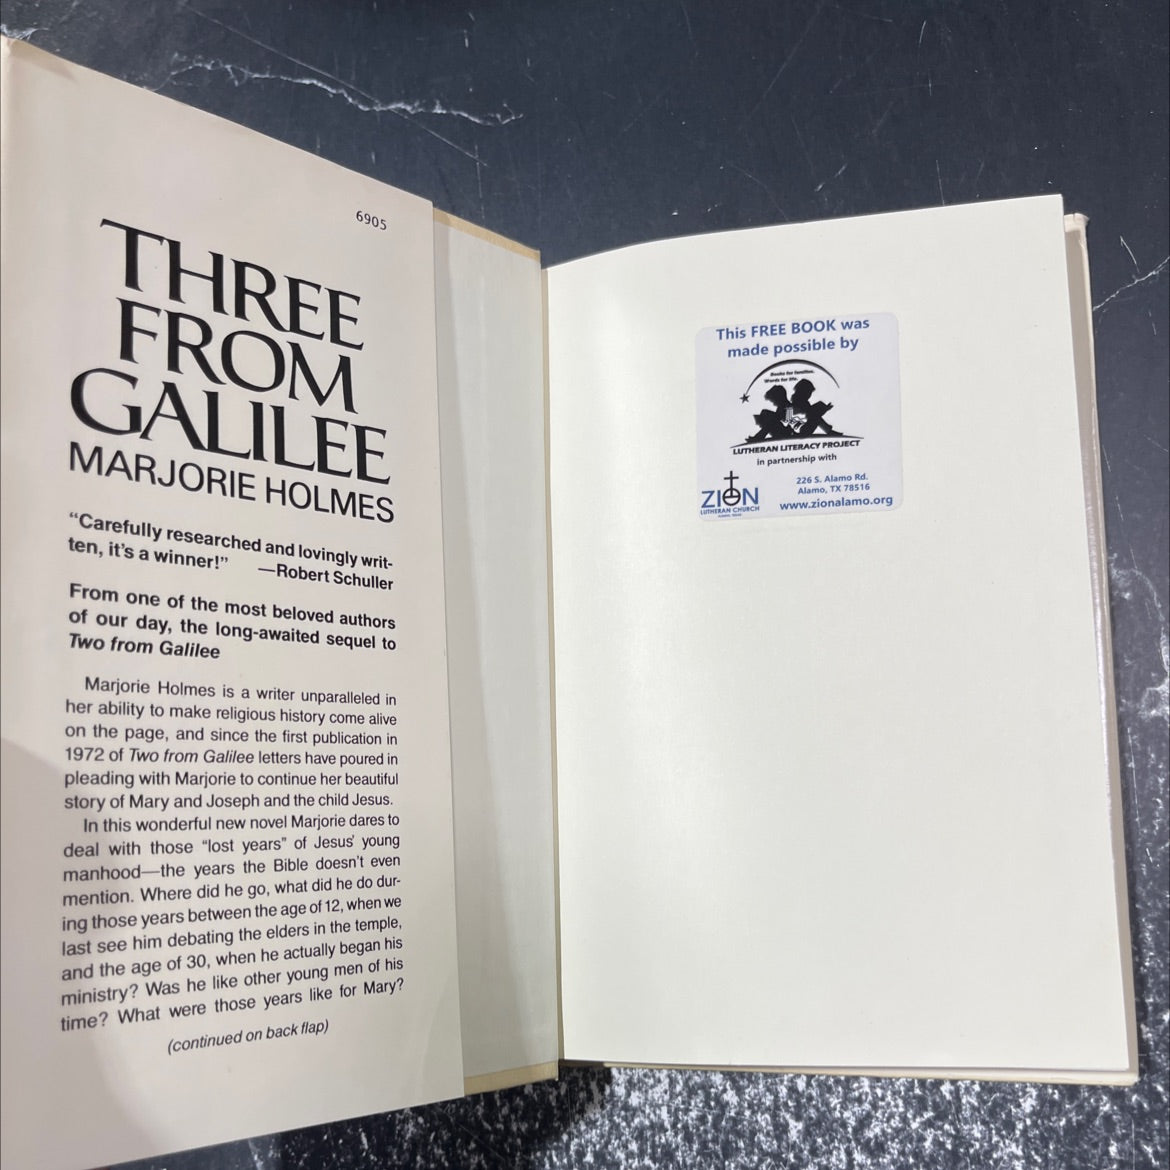 6905
THREE
FROM
GALILEE
MARJORIE HOLMES
“Carefully researched and lovingly writ-
ten, it’s a winner!” —Robert Schuller
From one of the most beloved authors
of our day, the long-awaited sequel to
Two from Galilee
Marjorie Holmes is a writer unparalleled in
her ability to make religious history come alive
on the page, and since the first publication in
1972 of Two from Galilee letters have poured in
pleading with Marjorie to continue her beautiful
story of Mary and Joseph and the child Jesus.
In this wonderful new novel Marjorie dares to
deal with those “lost years” of Jesus’ young
manhood—the years the Bible doesn’t even
mention. Where did he go, what did he do dur-
ing those years between the age of 12, when we
last see him debating the elders in the temple,
and the age of 30, when he actually began his
ministry? Was he like other young men of his
time? What were those years like for Mary?
(continued on back flap)
This FREE BOOK was
made possible by
Books for families.
Words for life.
LUTHERAN LITERACY PROJECT
in partnership with
ZION
LUTHERAN CHURCH
226 S. Alamo Rd.
Alamo, TX 78516
www.zionalamo.org